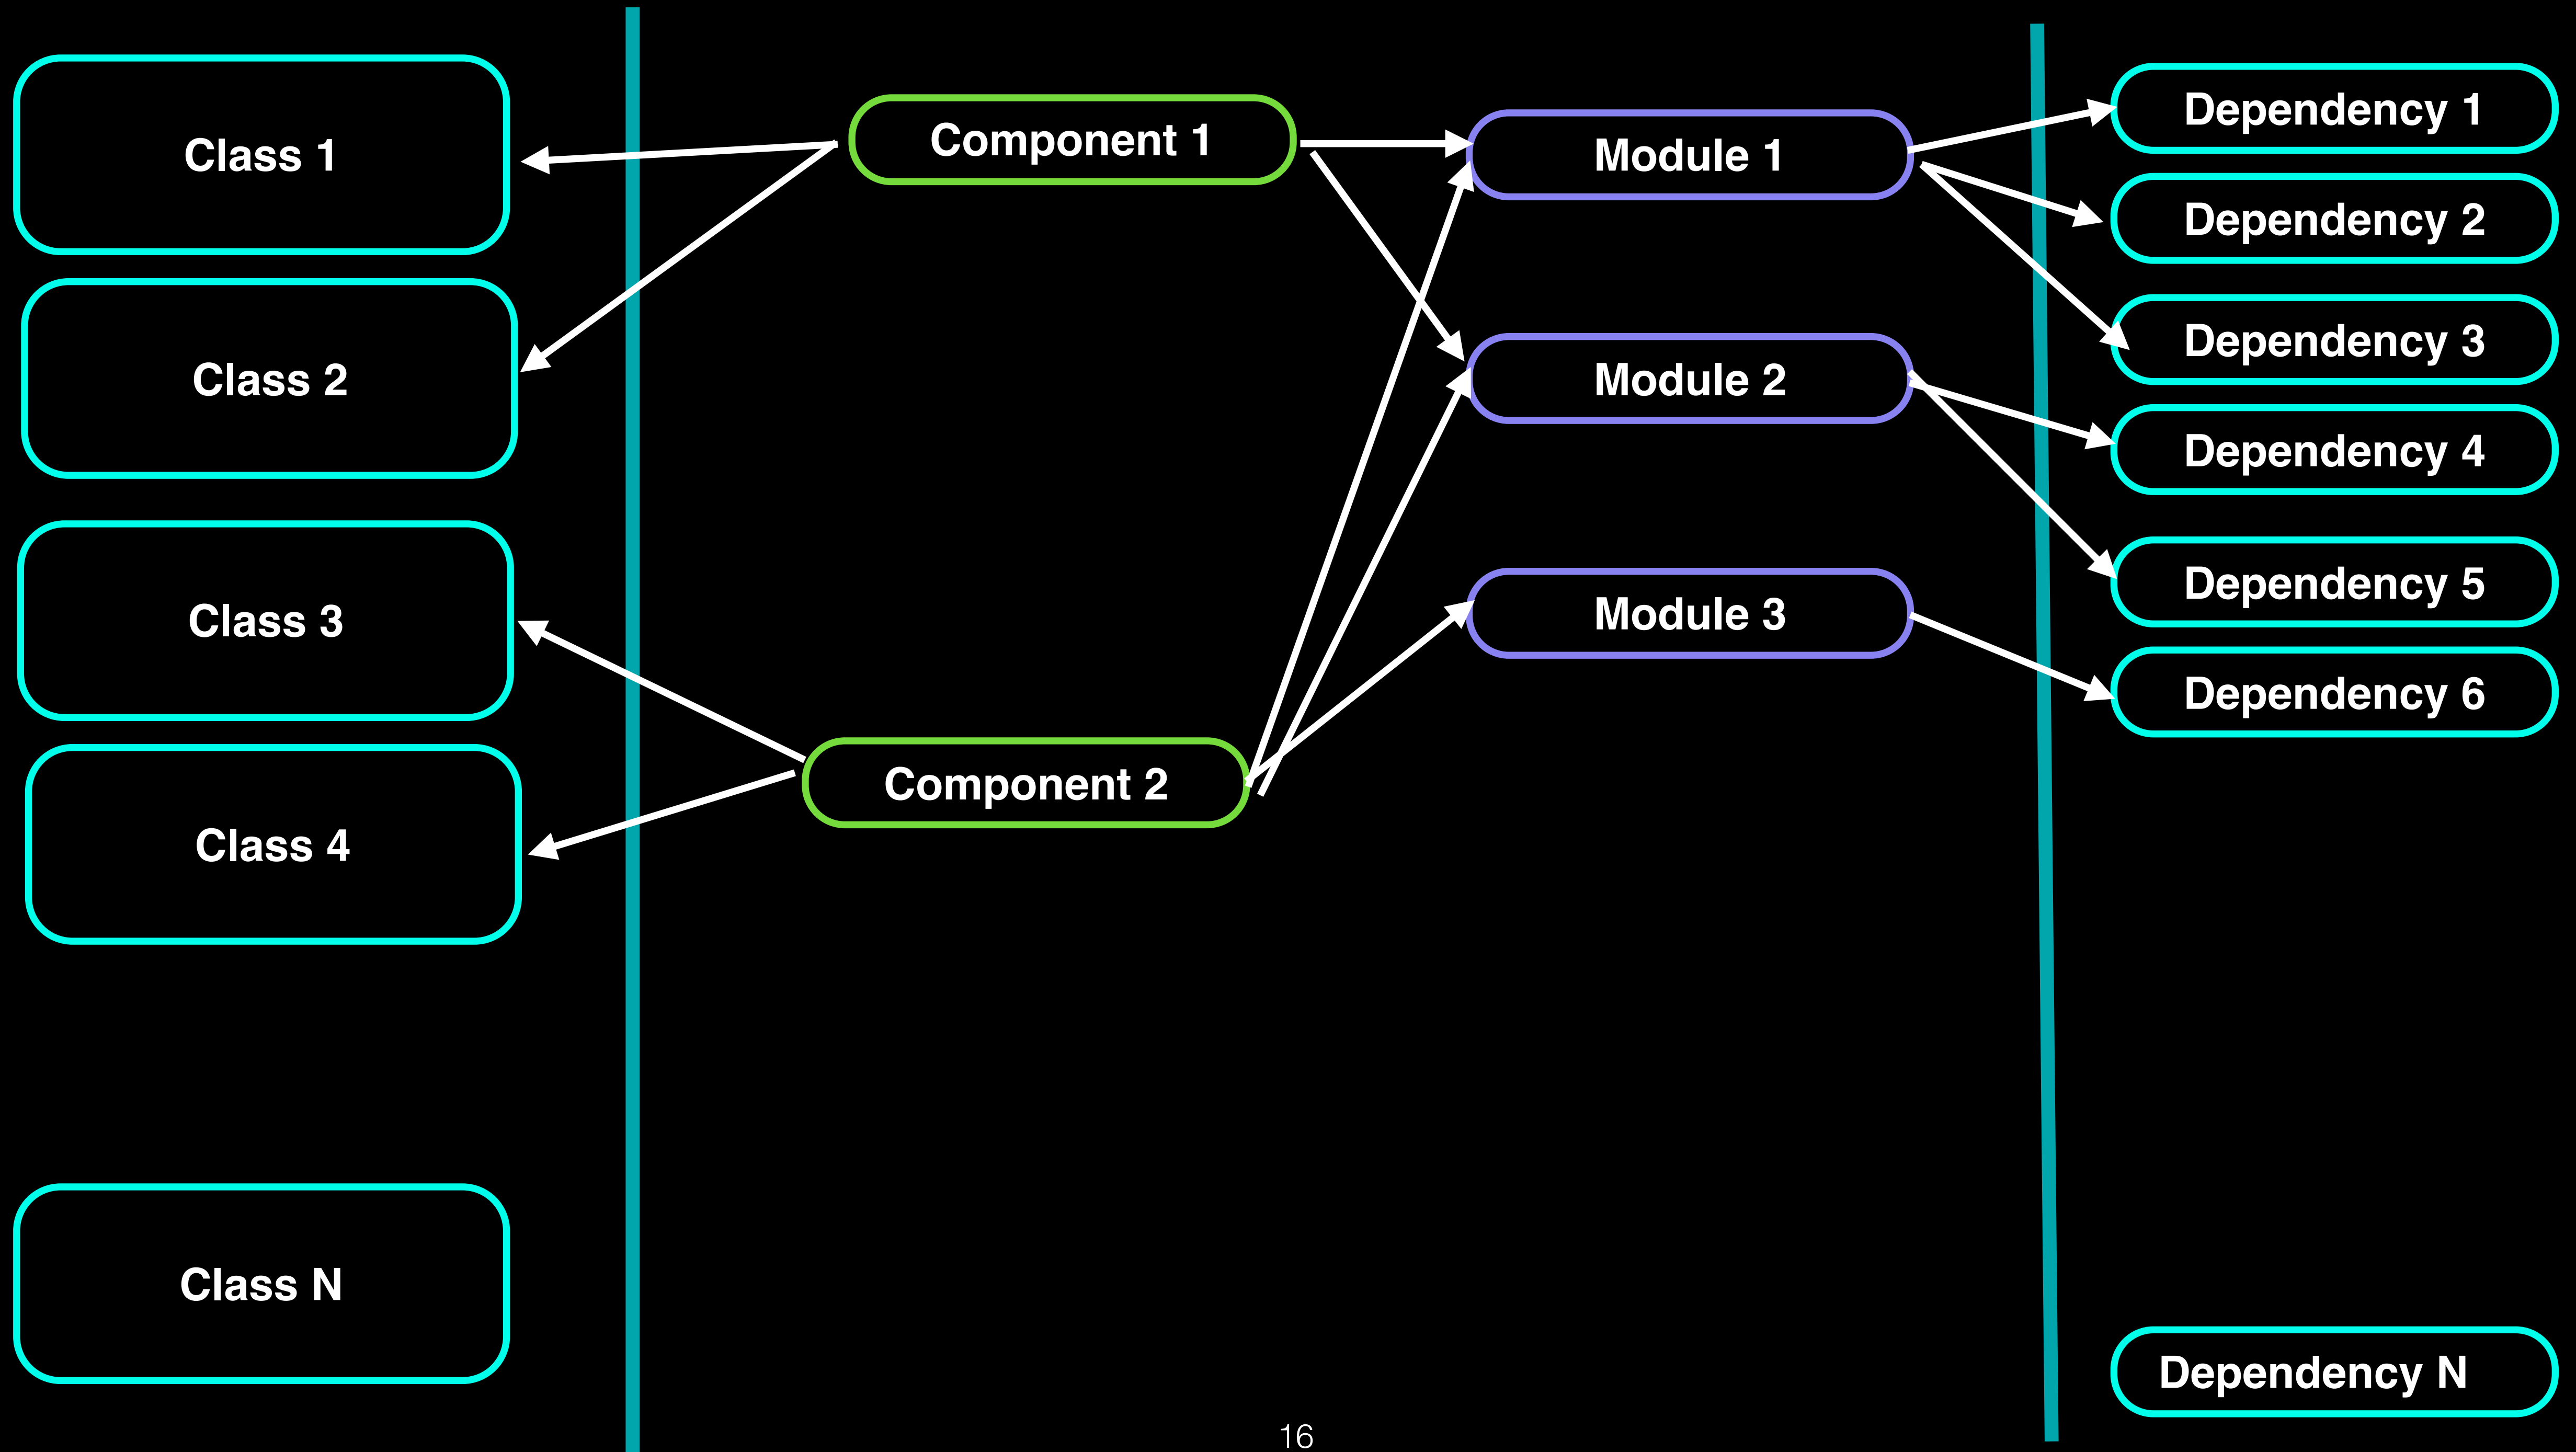 Class 1
Class 2
Class 3
Class 4
Class N
Component 1
Component 2
Module 1
Module 2
Module 3
Dependency 1
Dependency 2
Dependency 3
Dependency 4
Dependency 5
Dependency 6
Dependency N
16